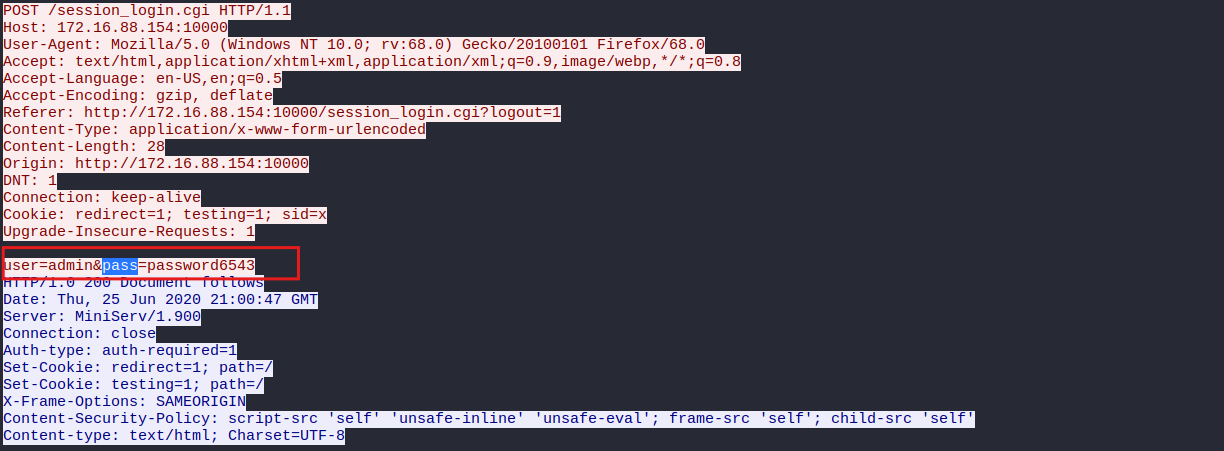 POST /session_login.cgi HTTP/1.1
Host: 172.16.88.154:10000
User-Agent: Mozilla/5.0 (Windows NT 10.0; rv:68.0) Gecko/20100101 Firefox/68.0
Accept: text/html,application/xhtml+xml,application/xml;q=0.9,image/webp,*/*;q=0.8
Accept-Language: en-US,en;q=0.5
Accept-Encoding: gzip, deflate
Referer: http://172.16.88.154:10000/session_login.cgi?logout=1
Content-Type: application/x-www-form-urlencoded
Content-Length: 28
Origin: http://172.16.88.154:10000
DNT: 1
Connection: keep-alive
Cookie: redirect=1; testing=1; sid=x
Upgrade-Insecure-Requests: 1
user=admin&pass=password6543
HTTP/1.0 200 Document follows
Date: Thu, 25 Jun 2020 21:00:47 GMT
Server: MiniServ/1.900
Connection: close
Auth-type: auth-required=1
Set-Cookie: redirect=1; path=/
Set-Cookie: testing=1; path=/
X-Frame-Options: SAMEORIGIN
Content-Security-Policy: script-src 'self' 'unsafe-inline' 'unsafe-eval'; frame-src 'self'; child-src 'self'
Content-type: text/html; Charset=UTF-8